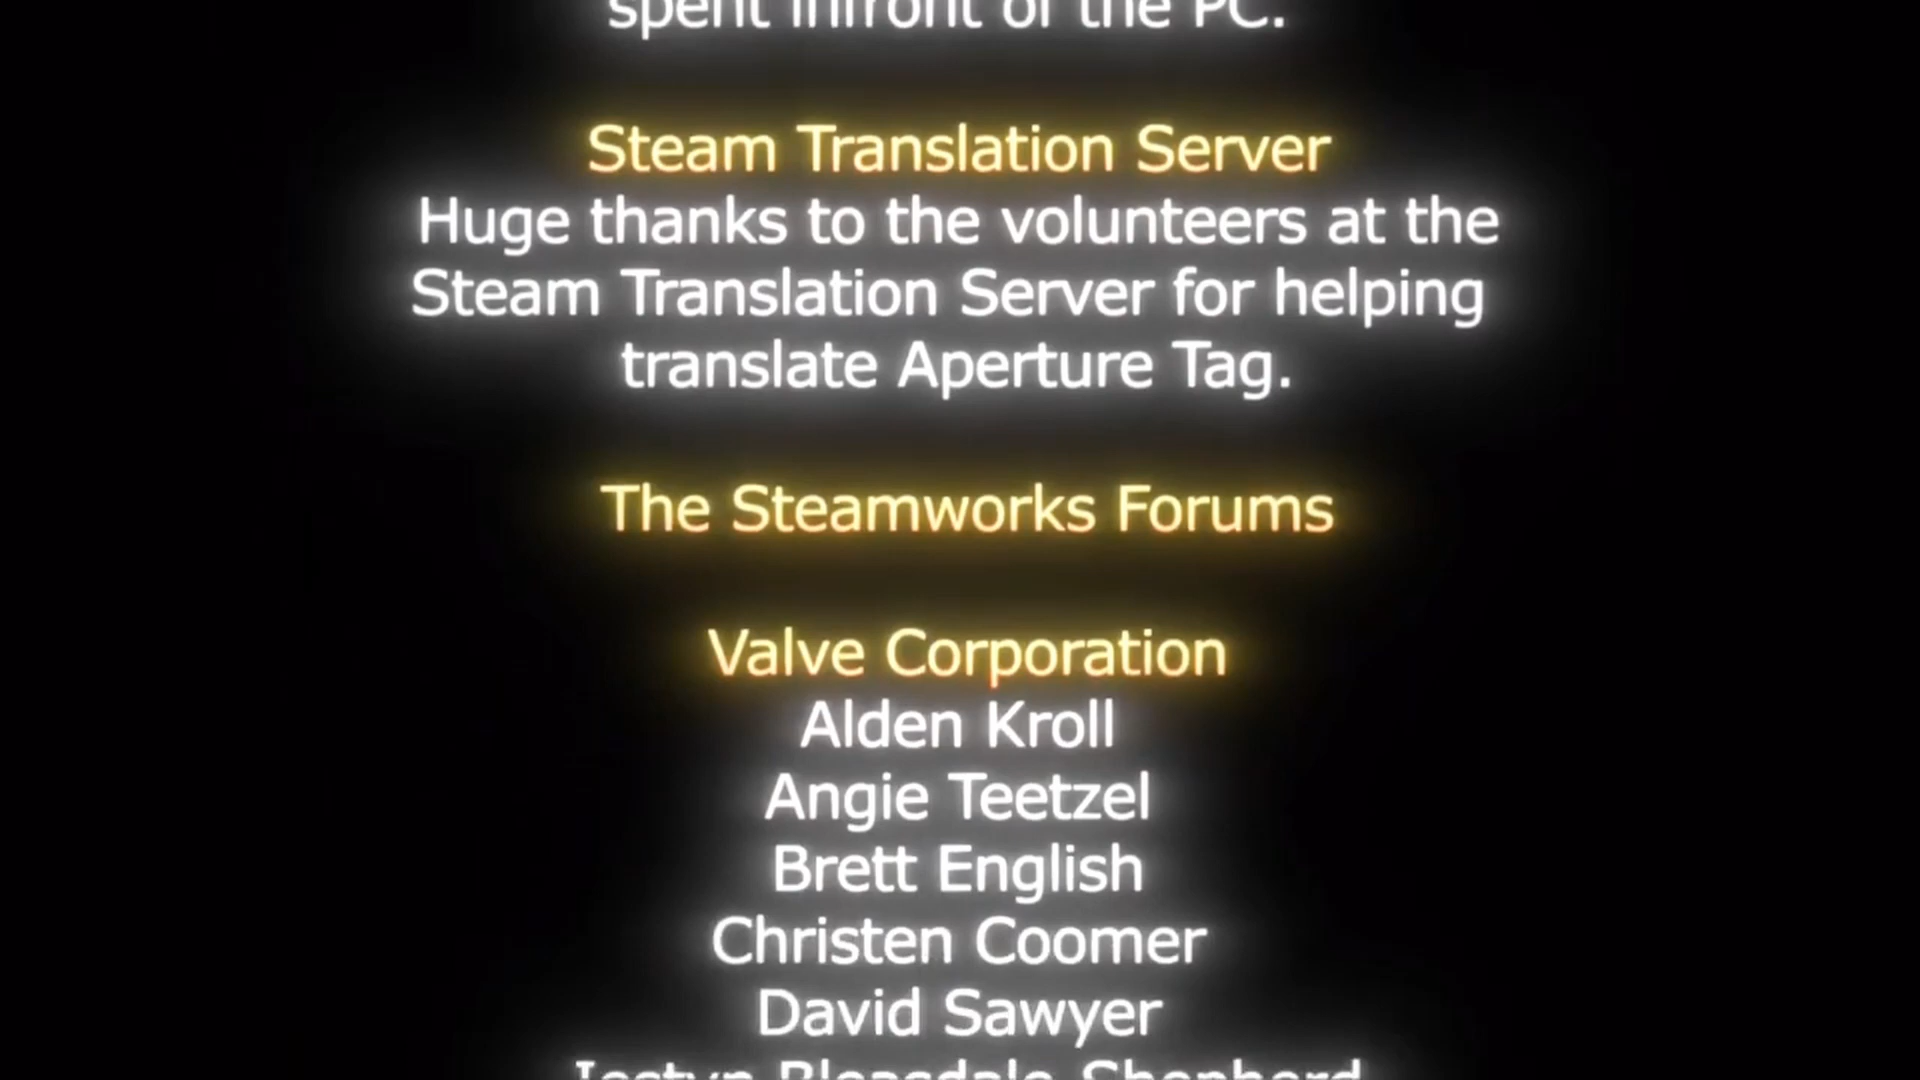 spent infront of the PC.
Steam Translation Server
Huge thanks to the volunteers at the
Steam Translation Server for helping
translate Aperture Tag.
The Steamworks Forums
Valve Corporation
Alden Kroll
Angie Teetzel
Brett English
Christen Coomer
David Sawyer
Iestyn Bleasdale-Shepherd